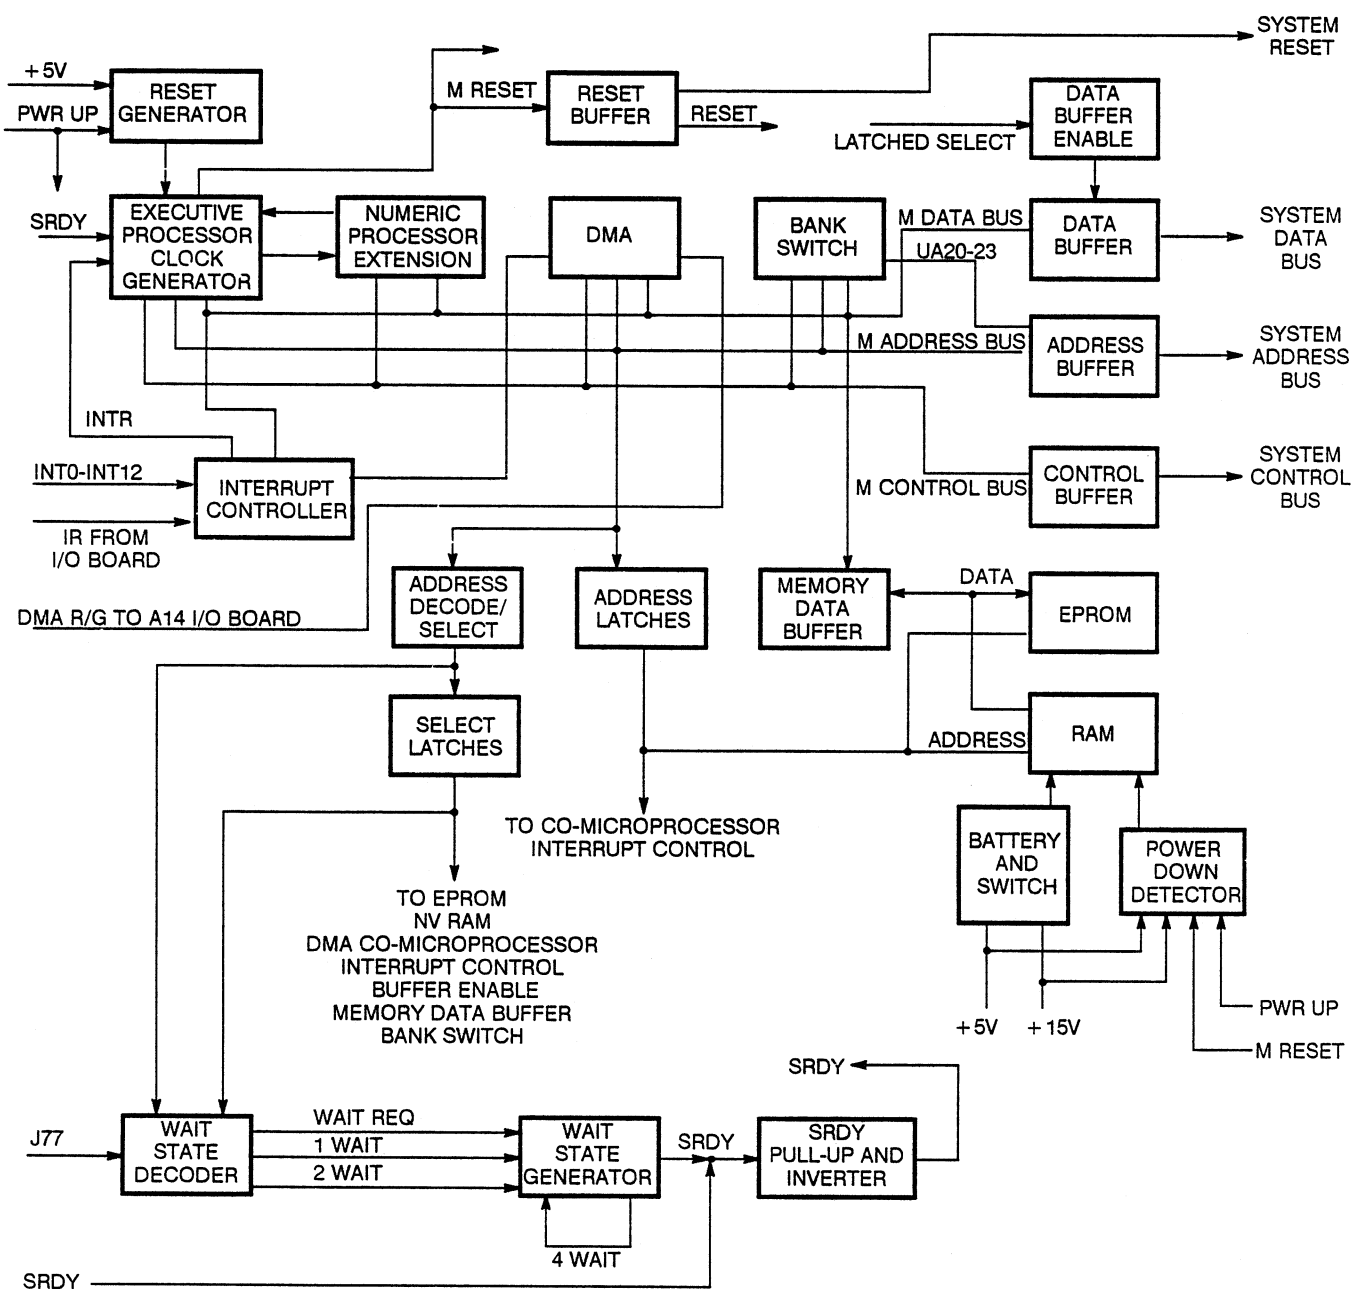 SYSTEM
RESET
+5V
PWR UP
RESET
GENERATOR
M RESET
RESET
BUFFER
RESET
DATA
BUFFER
ENABLE
LATCHED SELECT
SRDY
EXECUTIVE
PROCESSOR
CLOCK
GENERATOR
NUMERIC
PROCESSOR
EXTENSION
DMA
BANK
SWITCH
M DATA BUS
UA20-23
DATA
BUFFER
SYSTEM
DATA
BUS
M ADDRESS BUS
ADDRESS
BUFFER
SYSTEM
ADDRESS
BUS
INTR
INT0-INT12
INTERRUPT
CONTROLLER
IR FROM
I/O BOARD
M CONTROL BUS
CONTROL
BUFFER
SYSTEM
CONTROL
BUS
DMA R/G TO A14 I/O BOARD
ADDRESS
DECODE/
SELECT
ADDRESS
LATCHES
MEMORY
DATA
BUFFER
DATA
EPROM
SELECT
LATCHES
ADDRESS
RAM
TO CO-MICROPROCESSOR
INTERRUPT CONTROL
BATTERY
AND
SWITCH
POWER
DOWN
DETECTOR
TO EPROM
NV RAM
DMA CO-MICROPROCESSOR
INTERRUPT CONTROL
BUFFER ENABLE
MEMORY DATA BUFFER
BANK SWITCH
+5V
+15V
PWR UP
M RESET
SRDY
J77
WAIT
STATE
DECODER
WAIT REQ
1 WAIT
2 WAIT
WAIT
STATE
GENERATOR
SRDY
SRDY
PULL-UP AND
INVERTER
4 WAIT
SRDY